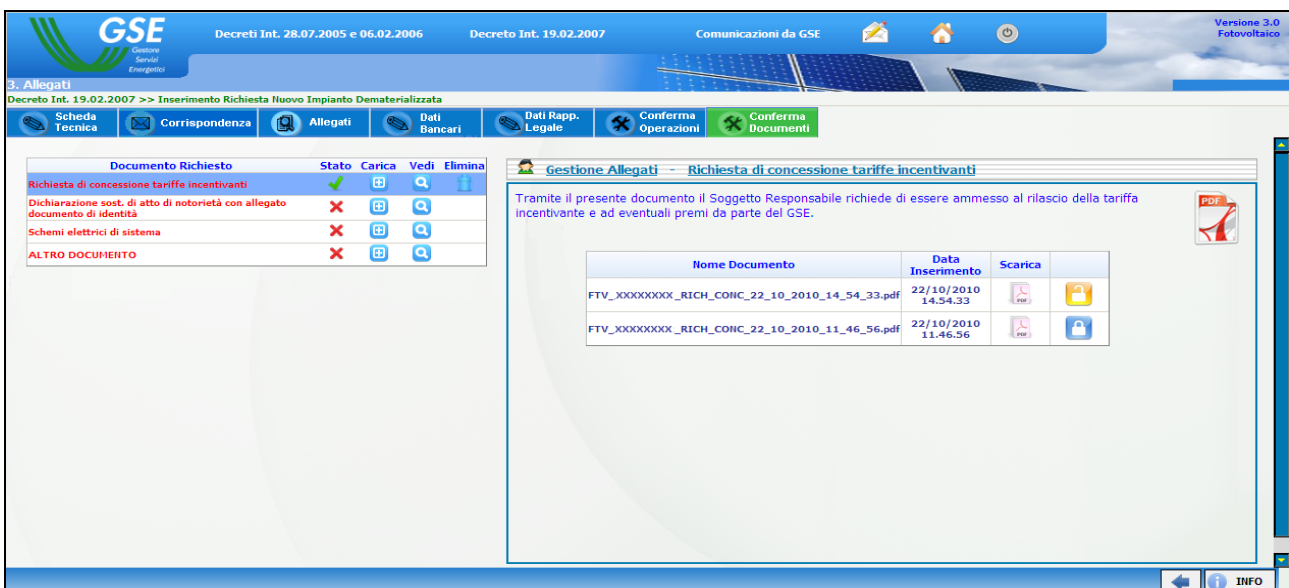 GSE
Gestore
Servizi
Energetici
Decreti Int. 28.07.2005 e 06.02.2006
Decreto Int. 19.02.2007
Comunicazioni da GSE
Versione 3.0
Fotovoltaico
3. Allegati
Decreto Int. 19.02.2007 >> Inserimento Richiesta Nuovo Impianto Dematerializzata
Scheda
Tecnica
Corrispondenza
Allegati
Dati
Bancari
Dati Rapp.
Legale
Conferma
Operazioni
Conferma
Documenti
Documento Richiesto Stato Carica Vedi Elimina
Richiesta di concessione tariffe incentivanti
Dichiarazione sost. di atto di notorietà con allegato
documento di identità
Schemi elettrici di sistema
ALTRO DOCUMENTO
Gestione Allegati - Richiesta di concessione tariffe incentivanti
Tramite il presente documento il Soggetto Responsabile richiede di essere ammesso al rilascio della tariffa
incentivante e ad eventuali premi da parte del GSE.
PDF
Nome Documento
Data
Inserimento
Scarica
FTV_XXXXXXXX_RICH_CONC_22_10_2010_14_54_33.pdf
22/10/2010
14.54.33
PDF
FTV_XXXXXXXX_RICH_CONC_22_10_2010_11_46_56.pdf
22/10/2010
11.46.56
PDF
INFO